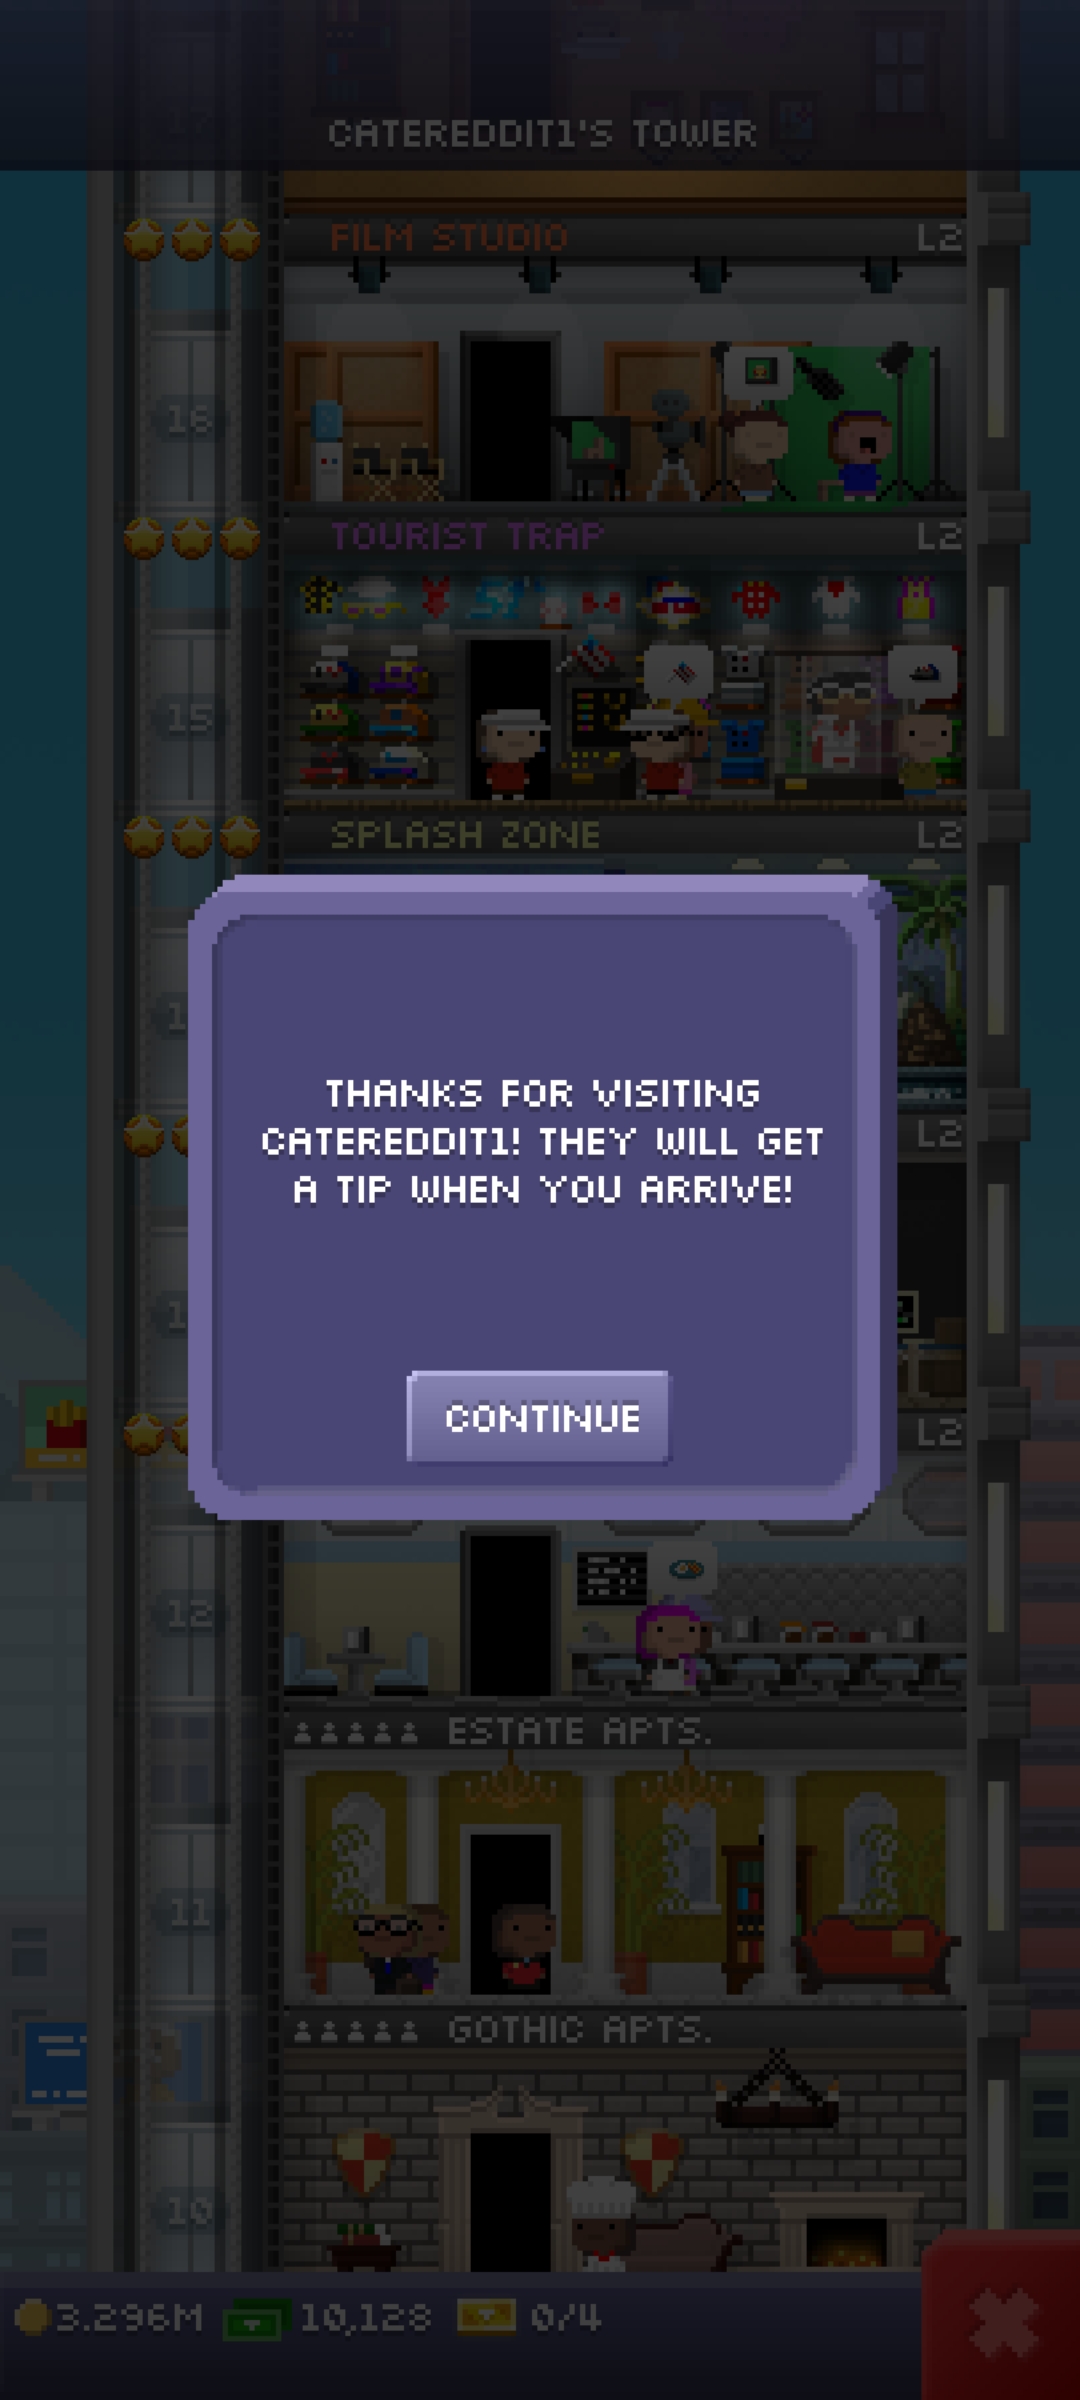 CATEREDDIT1'S TOWER
FILM STUDIO L2
16
TOURIST TRAP L2
15
SPLASH ZONE L2
L2
THANKS FOR VISITING
CATEREDDIT1! THEY WILL GET
A TIP WHEN YOU ARRIVE!
L2
CONTINUE
12
ESTATE APTS.
11
GOTHIC APTS.
10
3.296M 10,128 0/4